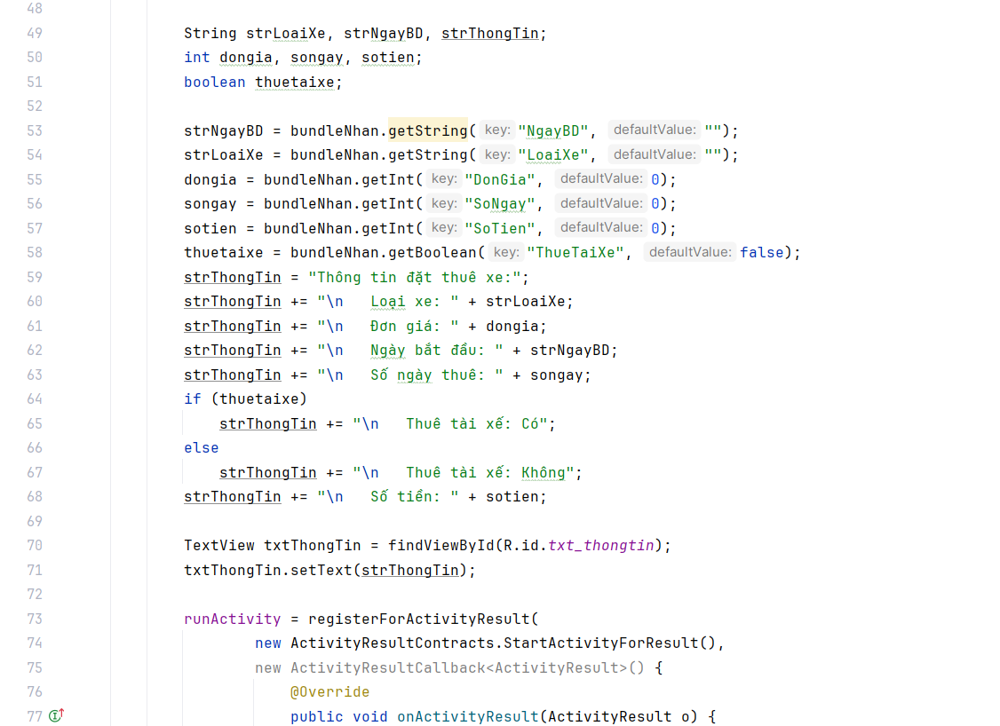 48
49 String strLoaiXe, strNgayBD, strThongTin;
50 int dongia, songay, sotien;
51 boolean thuetaixe;
52
53 strNgayBD = bundleNhan.getString( key: "NgayBD", defaultValue: "");
54 strLoaiXe = bundleNhan.getString( key: "LoaiXe", defaultValue: "");
55 dongia = bundleNhan.getInt( key: "DonGia", defaultValue: 0);
56 songay = bundleNhan.getInt( key: "SoNgay", defaultValue: 0);
57 sotien = bundleNhan.getInt( key: "SoTien", defaultValue: 0);
58 thuetaixe = bundleNhan.getBoolean( key: "ThueTaiXe", defaultValue: false);
59 strThongTin = "Thông tin đặt thuê xe:";
60 strThongTin += "\n   Loại xe: " + strLoaiXe;
61 strThongTin += "\n   Đơn giá: " + dongia;
62 strThongTin += "\n   Ngày bắt đầu: " + strNgayBD;
63 strThongTin += "\n   Số ngày thuê: " + songay;
64 if (thuetaixe)
65 strThongTin += "\n   Thuê tài xế: Có";
66 else
67 strThongTin += "\n   Thuê tài xế: Không";
68 strThongTin += "\n   Số tiền: " + sotien;
69
70 TextView txtThongTin = findViewById(R.id.txt_thongtin);
71 txtThongTin.setText(strThongTin);
72
73 runActivity = registerForActivityResult(
74 new ActivityResultContracts.StartActivityForResult(),
75 new ActivityResultCallback<ActivityResult>() {
76 @Override
77 public void onActivityResult(ActivityResult o) {